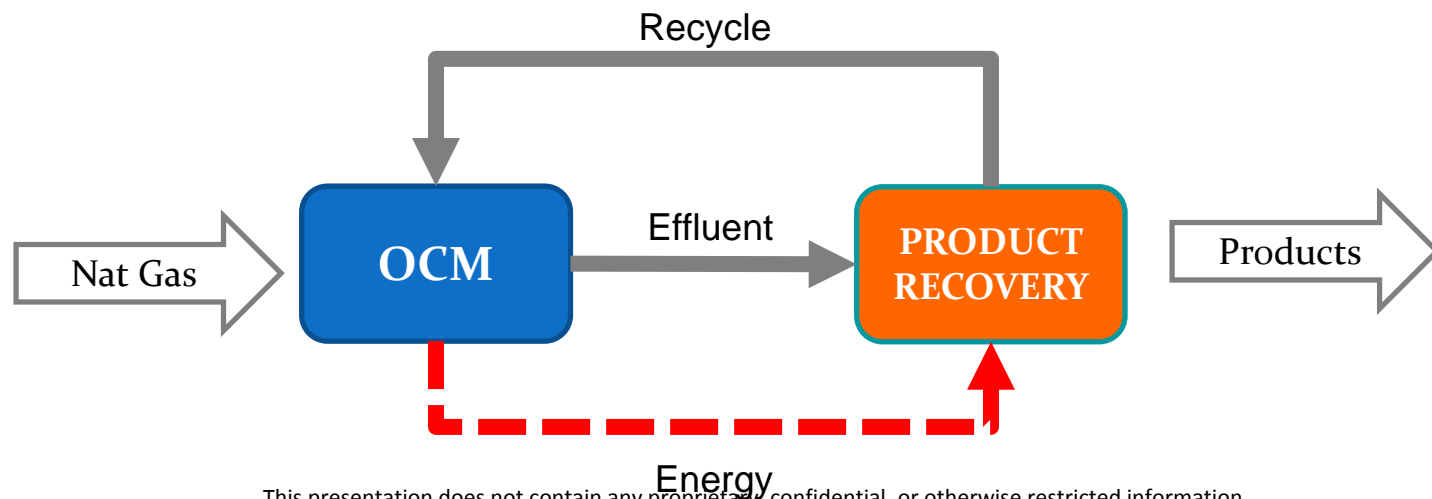 Recycle
Nat Gas
OCM
Effluent
PRODUCT
RECOVERY
Products
Energy
This presentation does not contain any proprietary, confidential, or otherwise restricted information